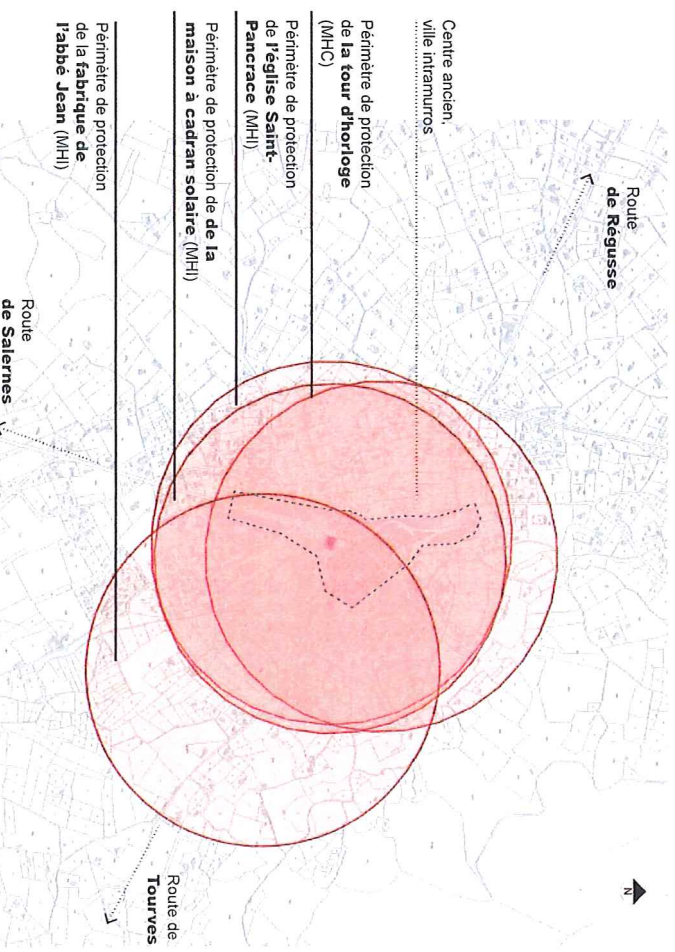 Route
de Régusse
Centre ancien,
ville intramuros
Périmètre de protection
de la tour d'horloge
(MHC)
Périmètre de protection
de l'église Saint-
Pancrace (MHI)
Périmètre de protection de de la
maison à cadran solaire (MHI)
Périmètre de protection
de la fabrique de
l'abbé Jean (MHI)
Route
de Salernes
Route de
Tourves
N